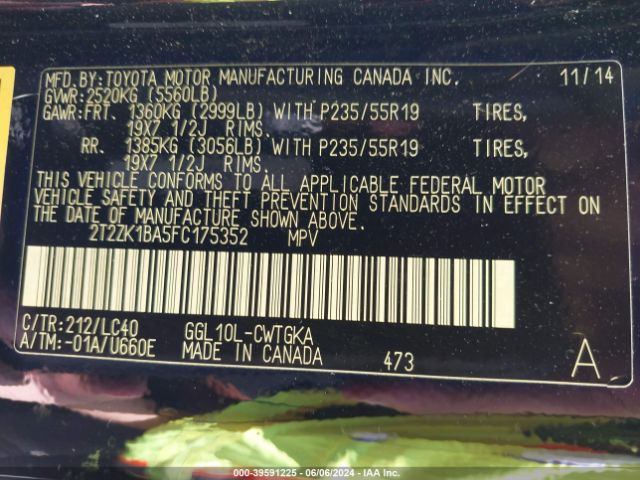 MFD.BY:TOYOTA MOTOR MANUFACTURING CANADA INC. 11/14
GVWR:2520KG (5560LB)
GAWR:FRT. 1360KG (2999LB) WITH P235/55R19 TIRES,
19X7 1/2J RIMS.
RR. 1385KG (3056LB) WITH P235/55R19 TIRES,
19X7 1/2J RIMS.
THIS VEHICLE CONFORMS TO ALL APPLICABLE FEDERAL MOTOR
VEHICLE SAFETY AND THEFT PREVENTION STANDARDS IN EFFECT ON
THE DATE OF MANUFACTURE SHOWN ABOVE.
2T2ZK1BA5FC175352 MPV
C/TR:212/LC40 GGL10L-CWTGKA
A/TM:-01A/U660E MADE IN CANADA 473 A
000-39591225 - 06/06/2024 - IAA Inc.